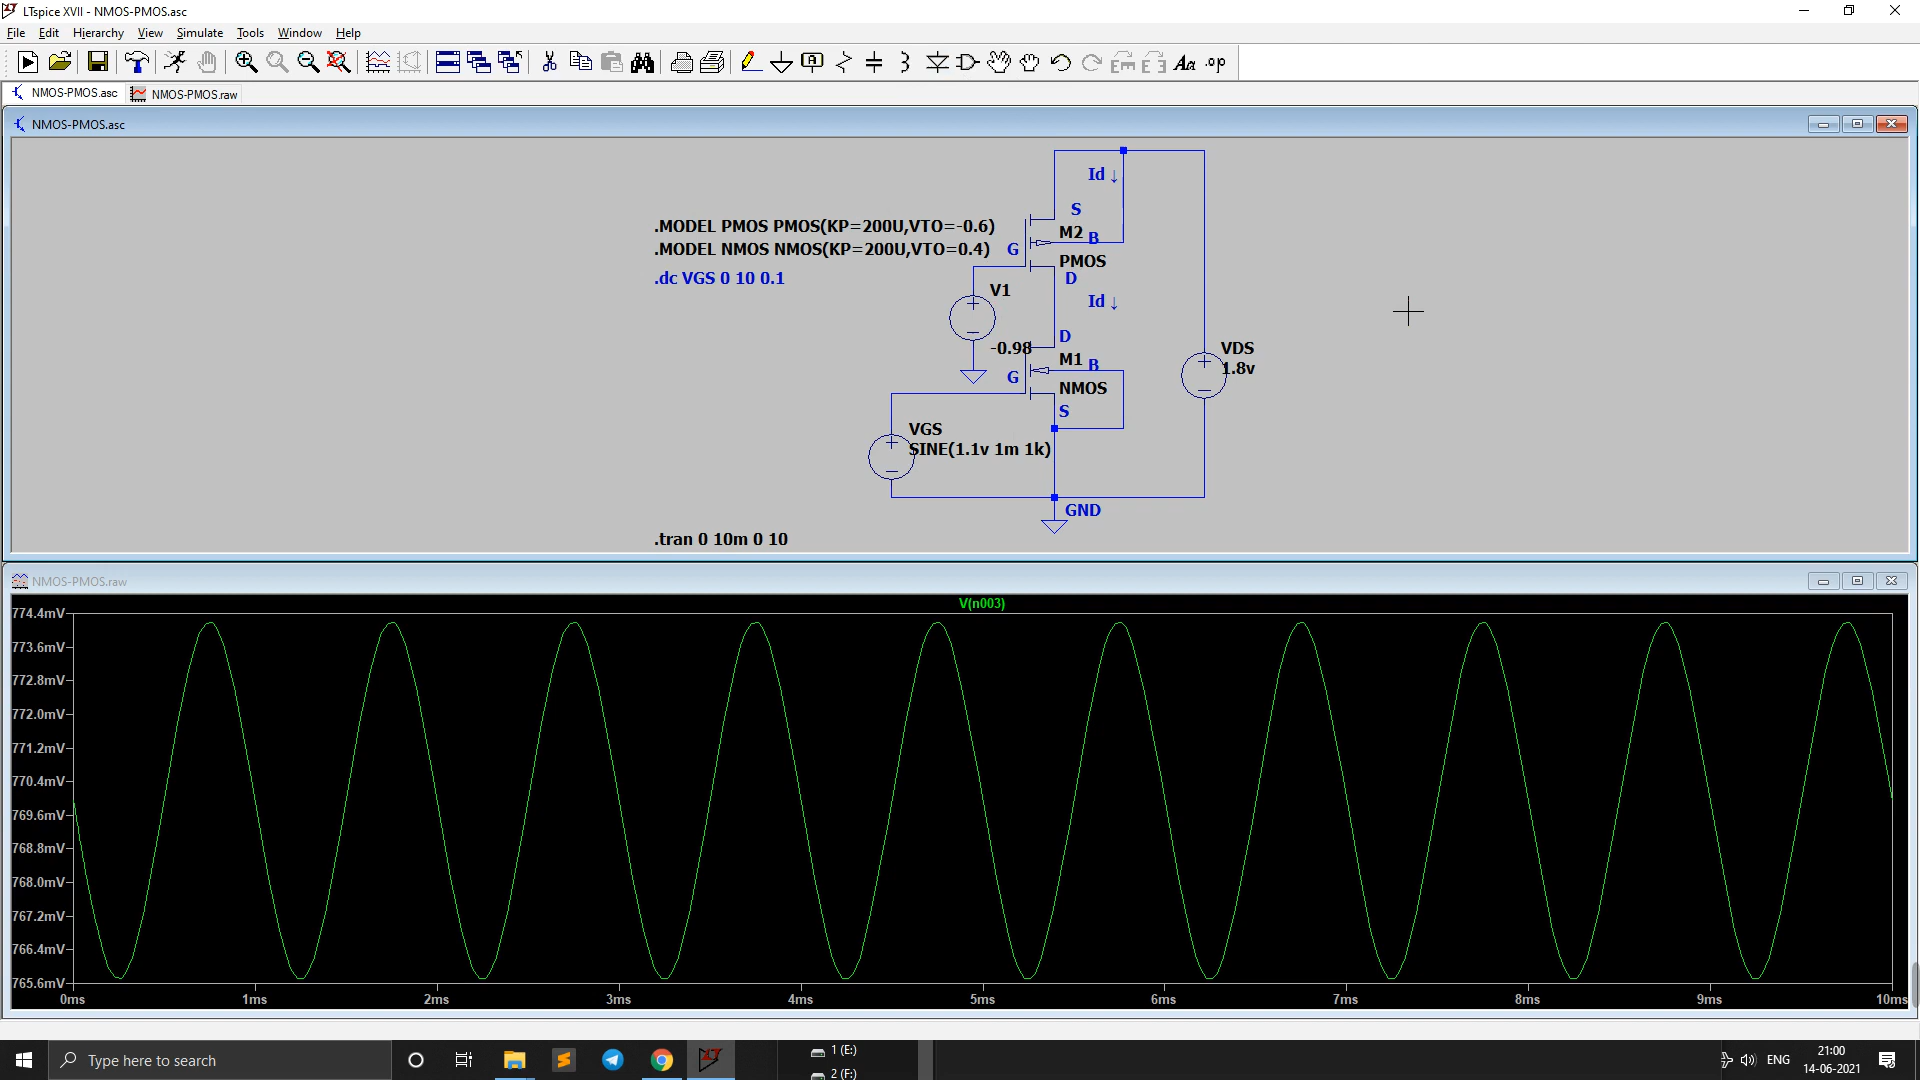 LTspice XVII - NMOS-PMOS.asc
File Edit Hierarchy View Simulate Tools Window Help
.op
NMOS-PMOS.asc NMOS-PMOS.raw
NMOS-PMOS.asc
Id ↓
S
.MODEL PMOS PMOS(KP=200U,VTO=-0.6)
M2 B
.MODEL NMOS NMOS(KP=200U,VTO=0.4)
G
PMOS
.dc VGS 0 10 0.1
D
V1
Id ↓
D
-0.98
M1 B
VDS
1.8v
G
NMOS
S
VGS
SINE(1.1v 1m 1k)
GND
.tran 0 10m 0 10
NMOS-PMOS.raw
V(n003)
774.4mV
773.6mV
772.8mV
772.0mV
771.2mV
770.4mV
769.6mV
768.8mV
768.0mV
767.2mV
766.4mV
765.6mV
0ms 1ms 2ms 3ms 4ms 5ms 6ms 7ms 8ms 9ms 10ms
Type here to search
1 (E:)
2 (F:)
ENG
21:00
14-06-2021